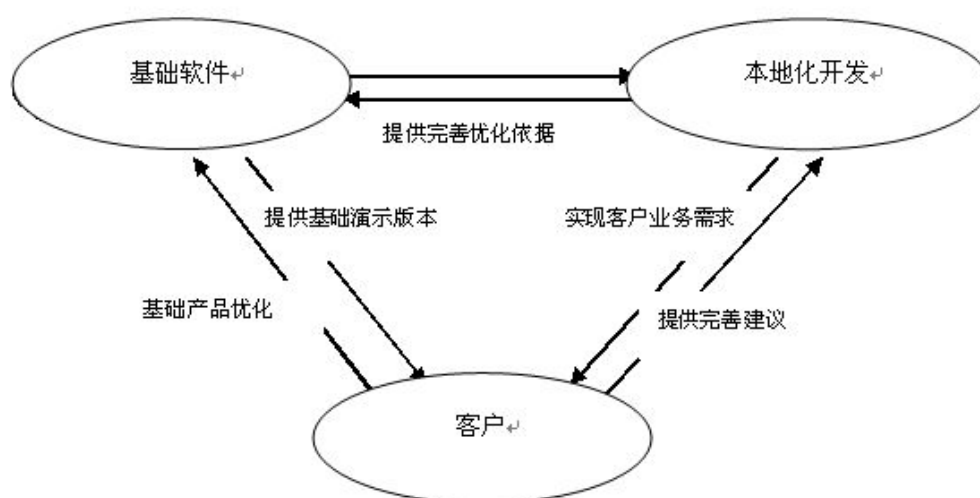 基础软件
本地化开发
提供完善优化依据
提供基础演示版本
实现客户业务需求
基础产品优化
提供完善建议
客户